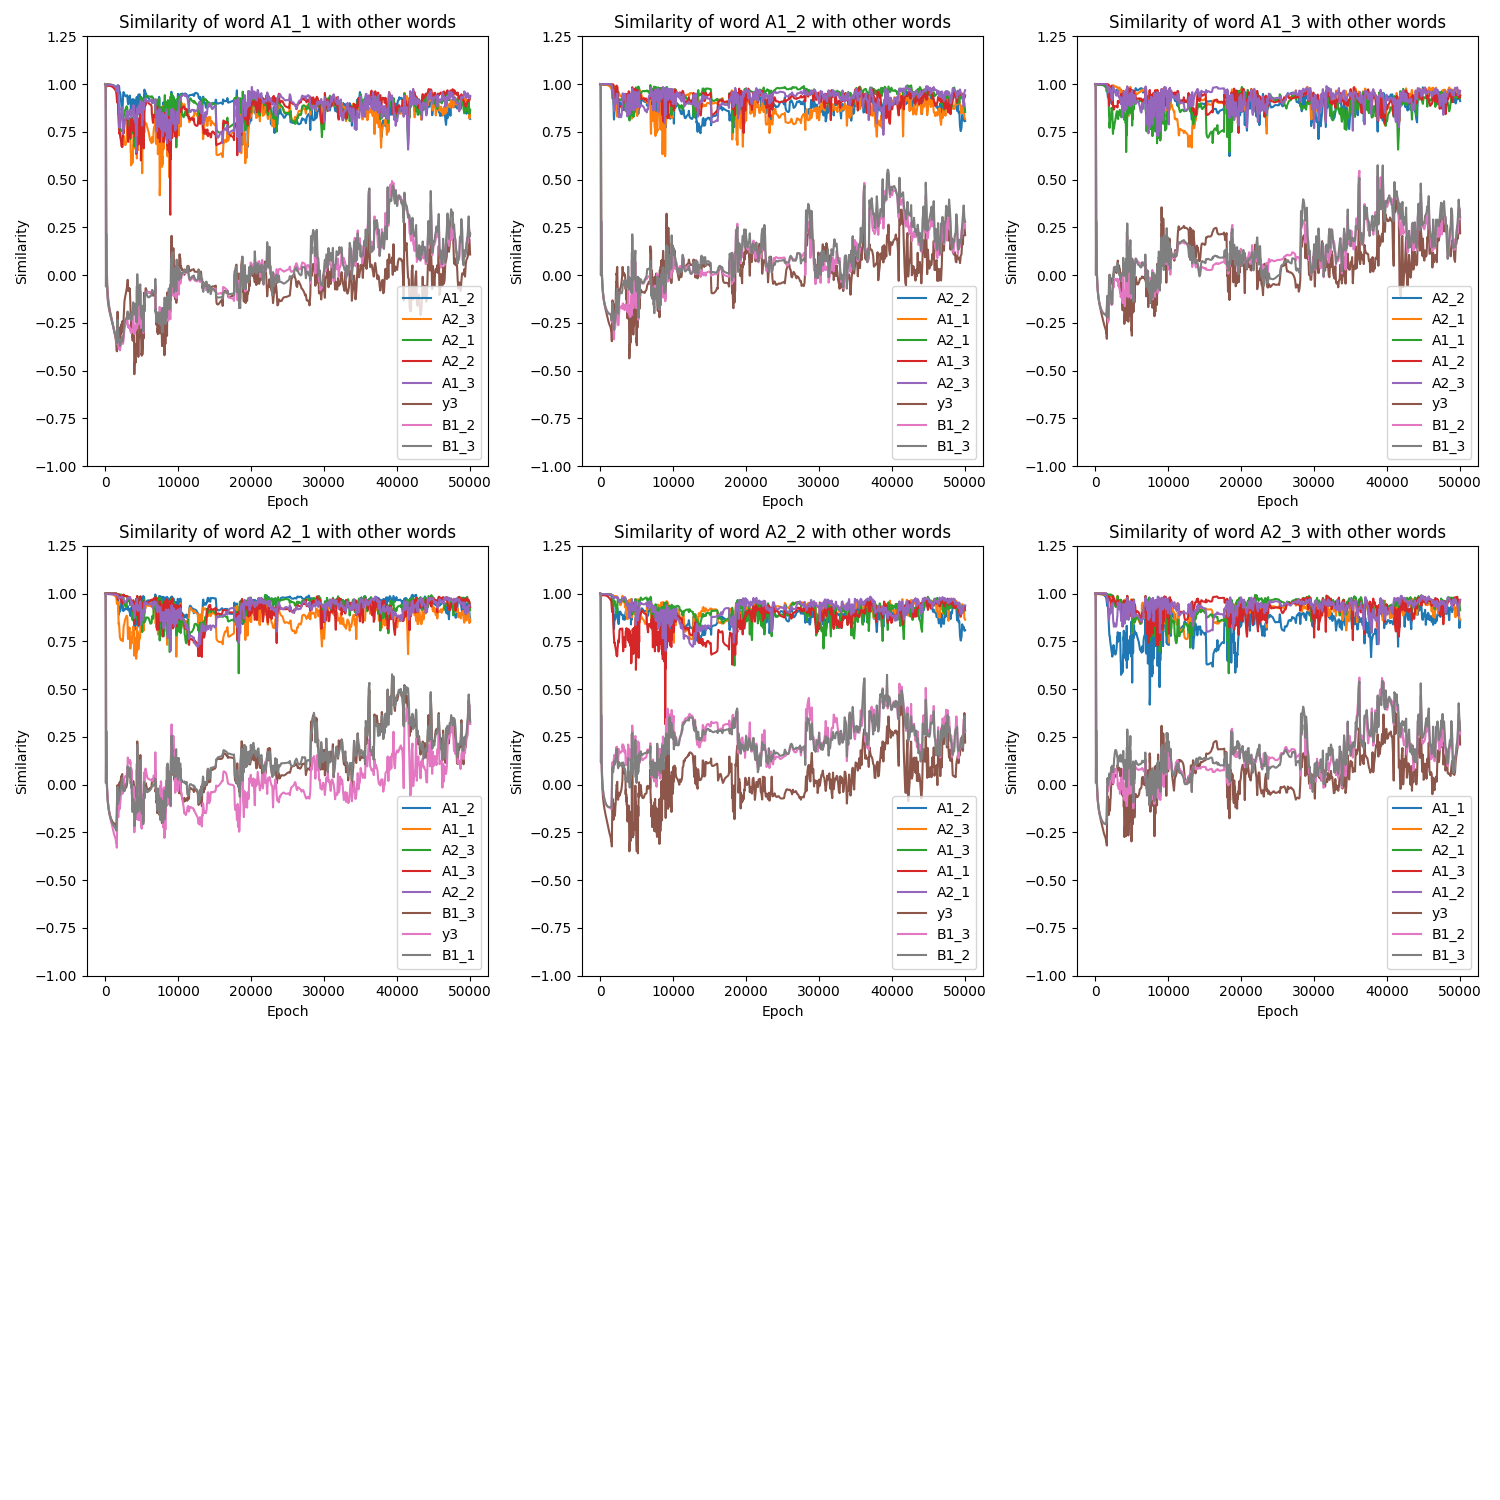 Similarity of word A1_1 with other words
1.25
1.00
0.75
0.50
0.25
0.00
−0.25
−0.50
−0.75
−1.00
Similarity
0
10000
20000
30000
40000
50000
Epoch
A1_2
A2_3
A2_1
A2_2
A1_3
y3
B1_2
B1_3
Similarity of word A1_2 with other words
1.25
1.00
0.75
0.50
0.25
0.00
−0.25
−0.50
−0.75
−1.00
Similarity
0
10000
20000
30000
40000
50000
Epoch
A2_2
A1_1
A2_1
A1_3
A2_3
y3
B1_2
B1_3
Similarity of word A1_3 with other words
1.25
1.00
0.75
0.50
0.25
0.00
−0.25
−0.50
−0.75
−1.00
Similarity
0
10000
20000
30000
40000
50000
Epoch
A2_2
A2_1
A1_1
A1_2
A2_3
y3
B1_2
B1_3
Similarity of word A2_1 with other words
1.25
1.00
0.75
0.50
0.25
0.00
−0.25
−0.50
−0.75
−1.00
Similarity
0
10000
20000
30000
40000
50000
Epoch
A1_2
A1_1
A2_3
A1_3
A2_2
B1_3
y3
B1_1
Similarity of word A2_2 with other words
1.25
1.00
0.75
0.50
0.25
0.00
−0.25
−0.50
−0.75
−1.00
Similarity
0
10000
20000
30000
40000
50000
Epoch
A1_2
A2_3
A1_3
A1_1
A2_1
y3
B1_3
B1_2
Similarity of word A2_3 with other words
1.25
1.00
0.75
0.50
0.25
0.00
−0.25
−0.50
−0.75
−1.00
Similarity
0
10000
20000
30000
40000
50000
Epoch
A1_1
A2_2
A2_1
A1_3
A1_2
y3
B1_2
B1_3